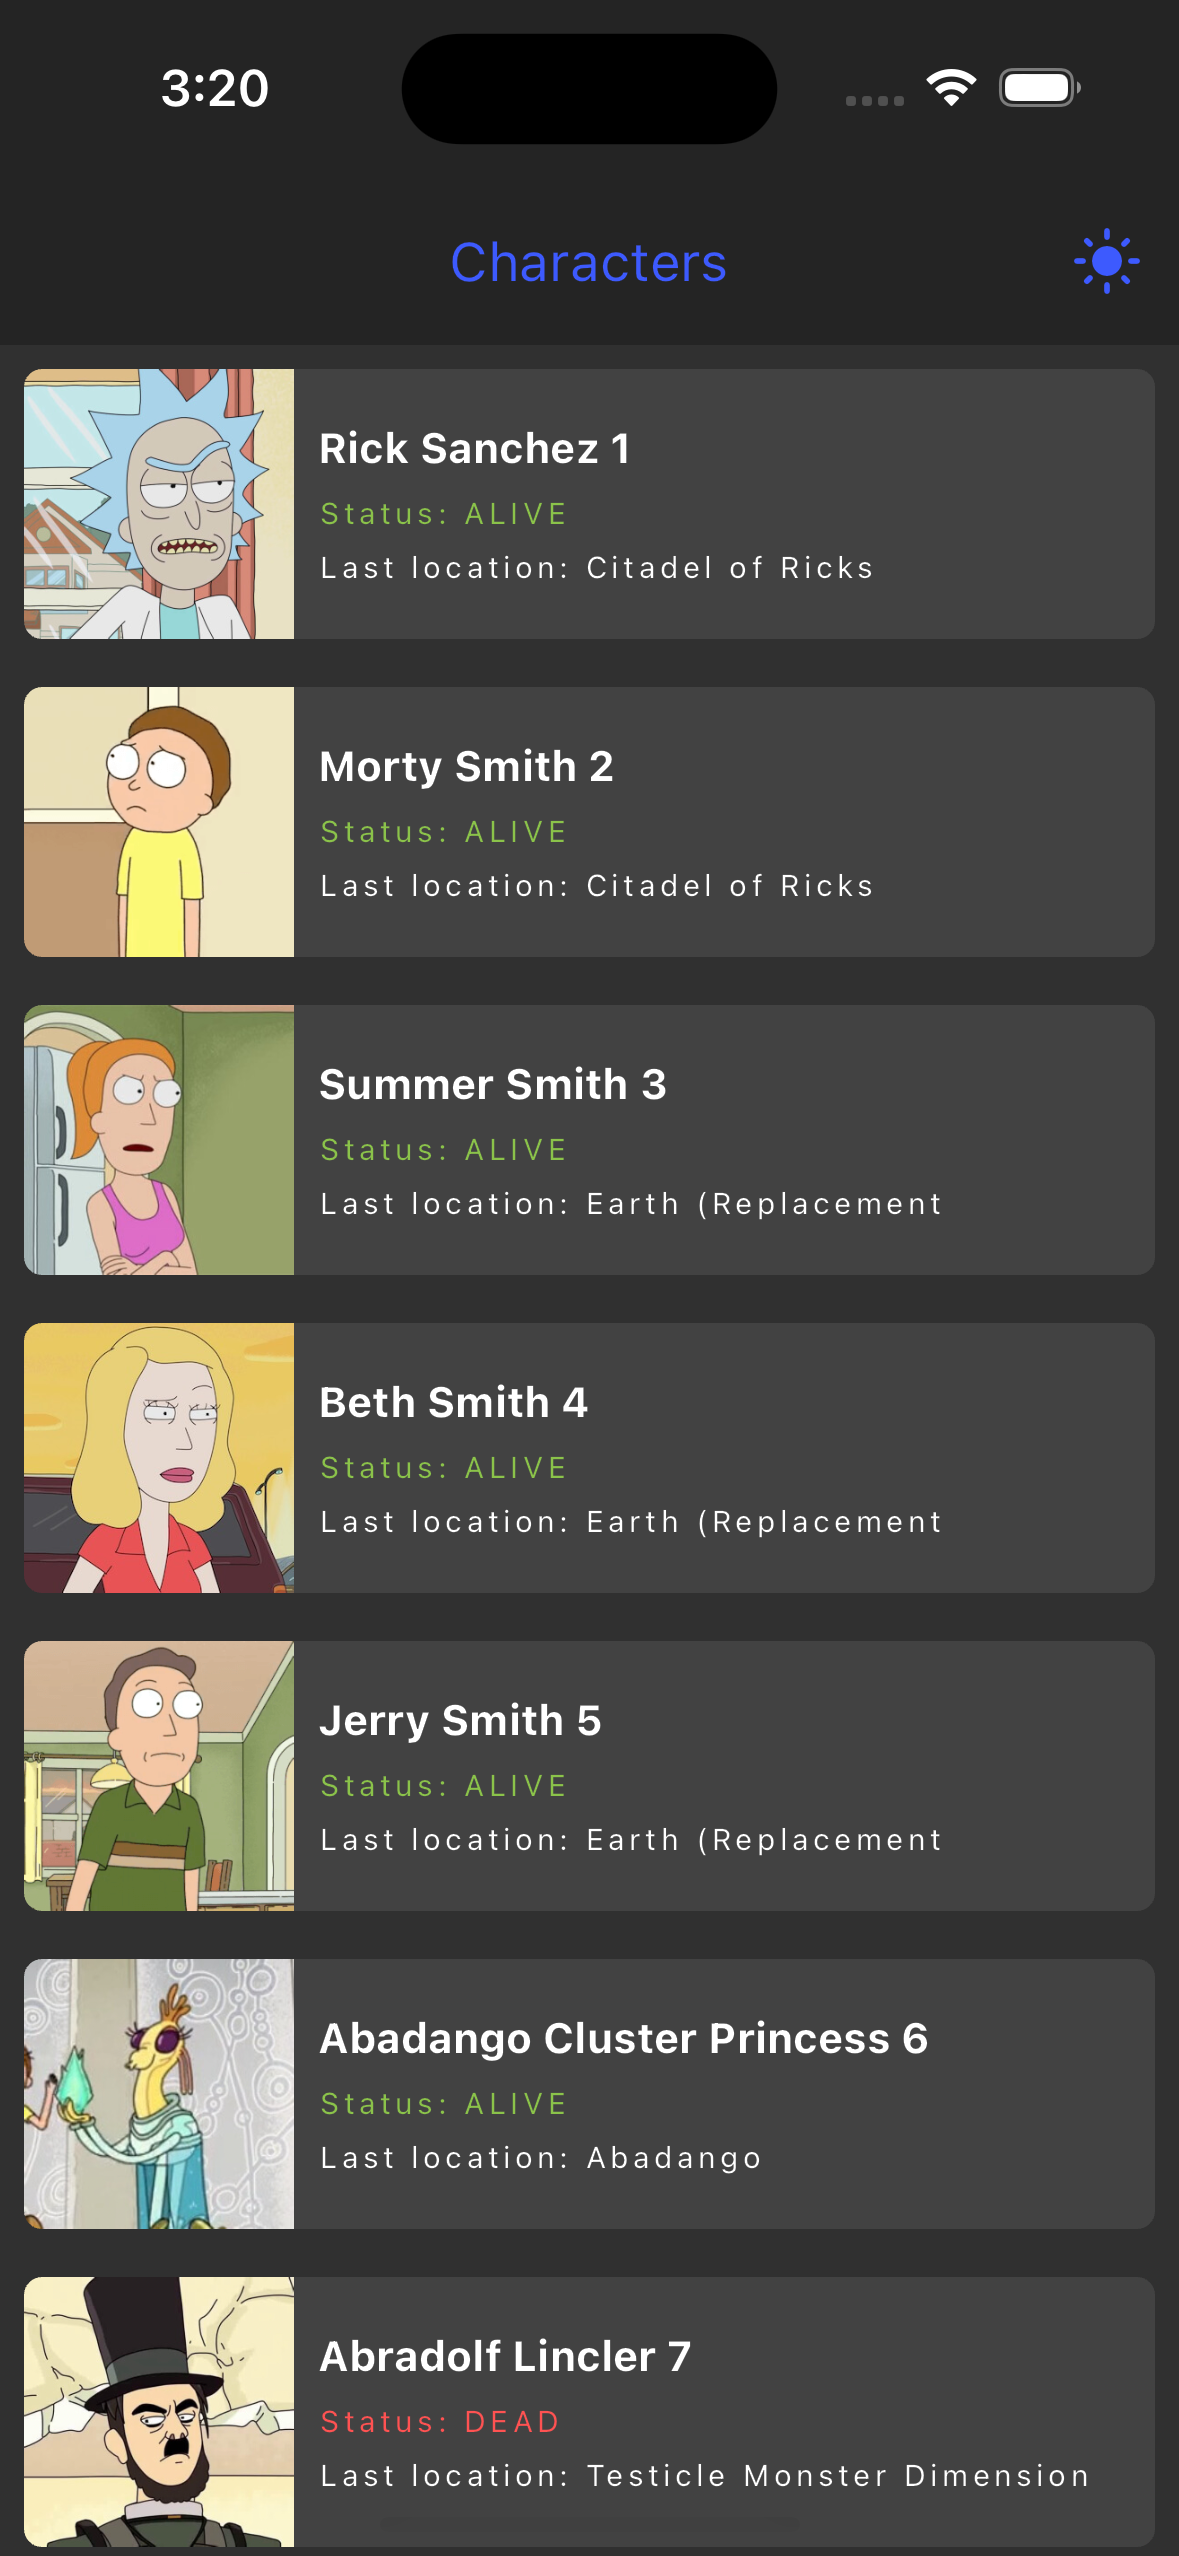 3:20
Characters
Rick Sanchez 1
Status: ALIVE
Last location: Citadel of Ricks
Morty Smith 2
Status: ALIVE
Last location: Citadel of Ricks
Summer Smith 3
Status: ALIVE
Last location: Earth (Replacement
Beth Smith 4
Status: ALIVE
Last location: Earth (Replacement
Jerry Smith 5
Status: ALIVE
Last location: Earth (Replacement
Abadango Cluster Princess 6
Status: ALIVE
Last location: Abadango
Abradolf Lincler 7
Status: DEAD
Last location: Testicle Monster Dimension